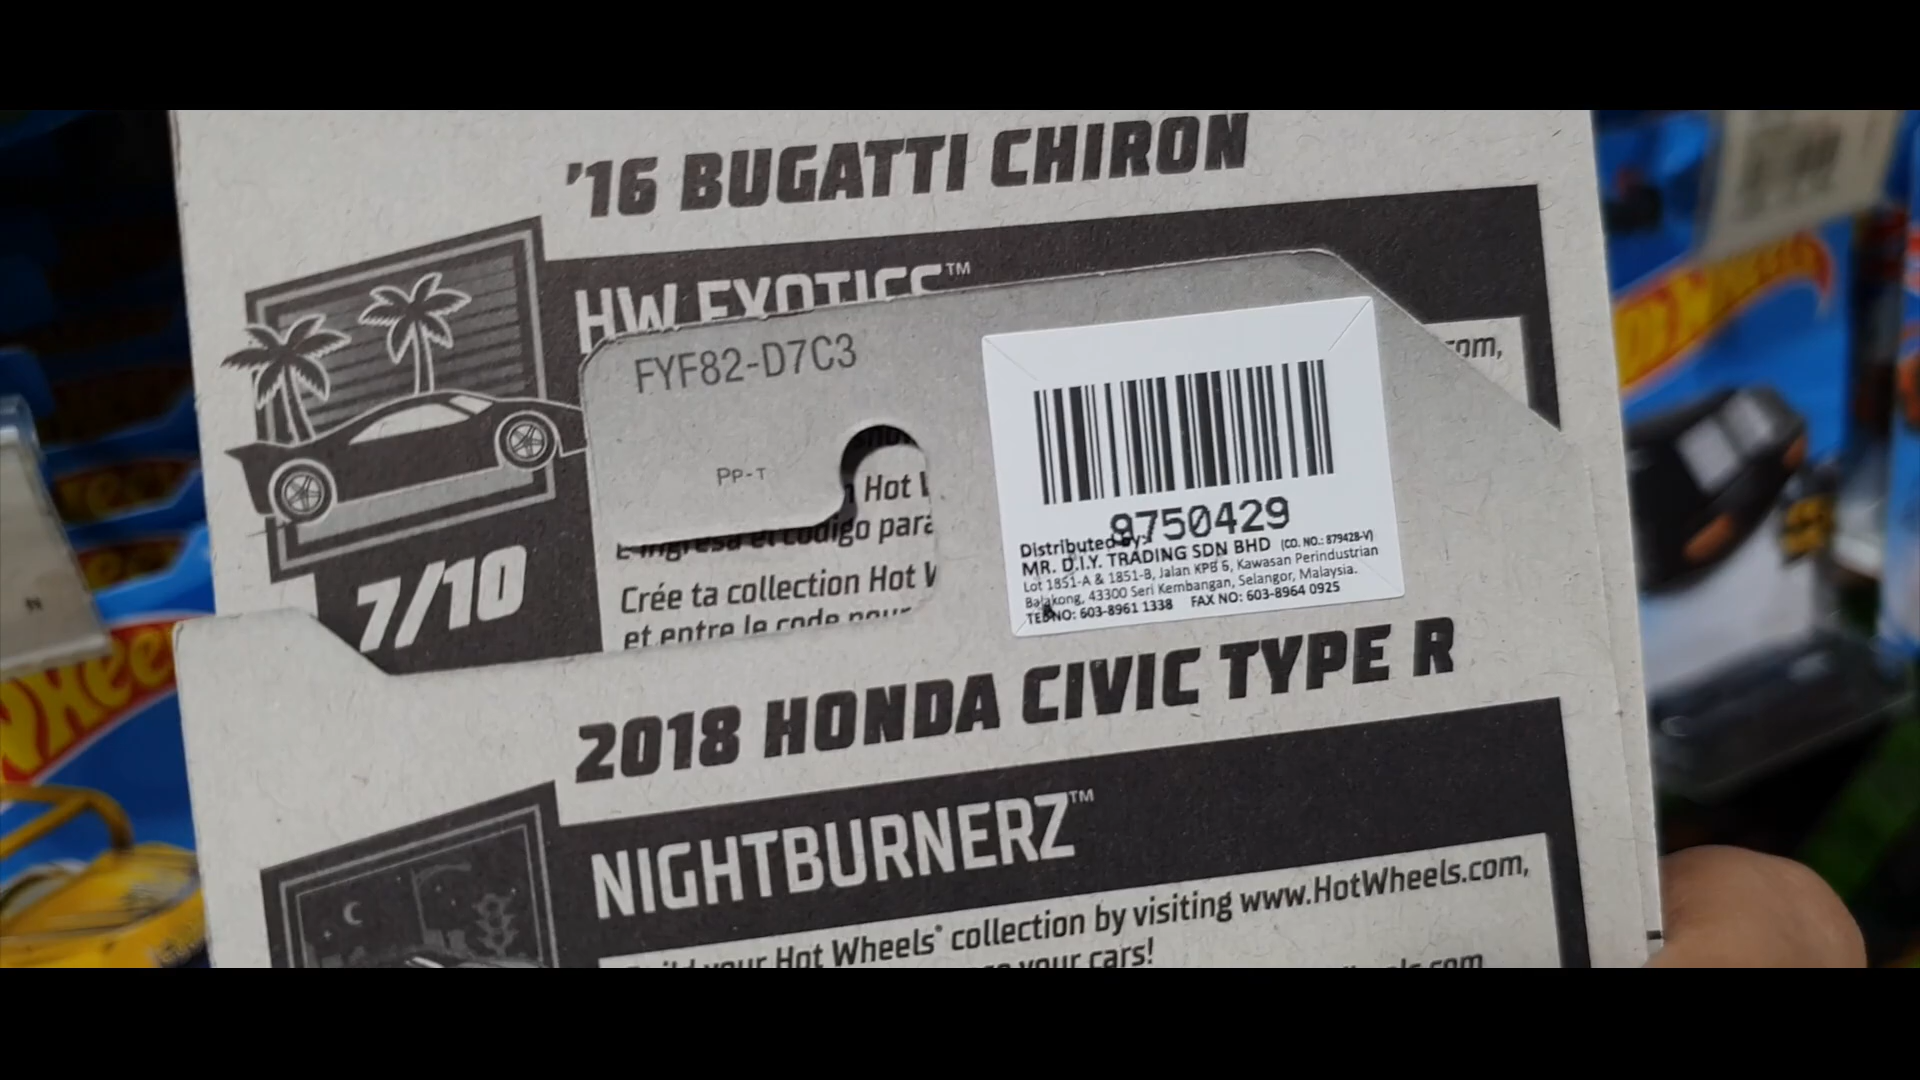 '16 BUGATTI CHIRON
HW EXOTICS™
FYF82-D7C3
om,
PP-T
Hot
E ingresa el código para
Crée ta collection Hot W
et entre le code pour
7/10
9750429
Distributed by:
MR. D.I.Y. TRADING SDN BHD (CO. NO.: 879428-V)
Lot 1851-A & 1851-B, Jalan KPB 6, Kawasan Perindustrian
Balakong, 43300 Seri Kembangan, Selangor, Malaysia.
TEL NO: 603-8961 1338 FAX NO: 603-8964 0925
2018 HONDA CIVIC TYPE R
NIGHTBURNERZ™
your Hot Wheels® collection by visiting www.HotWheels.com,
your cars!